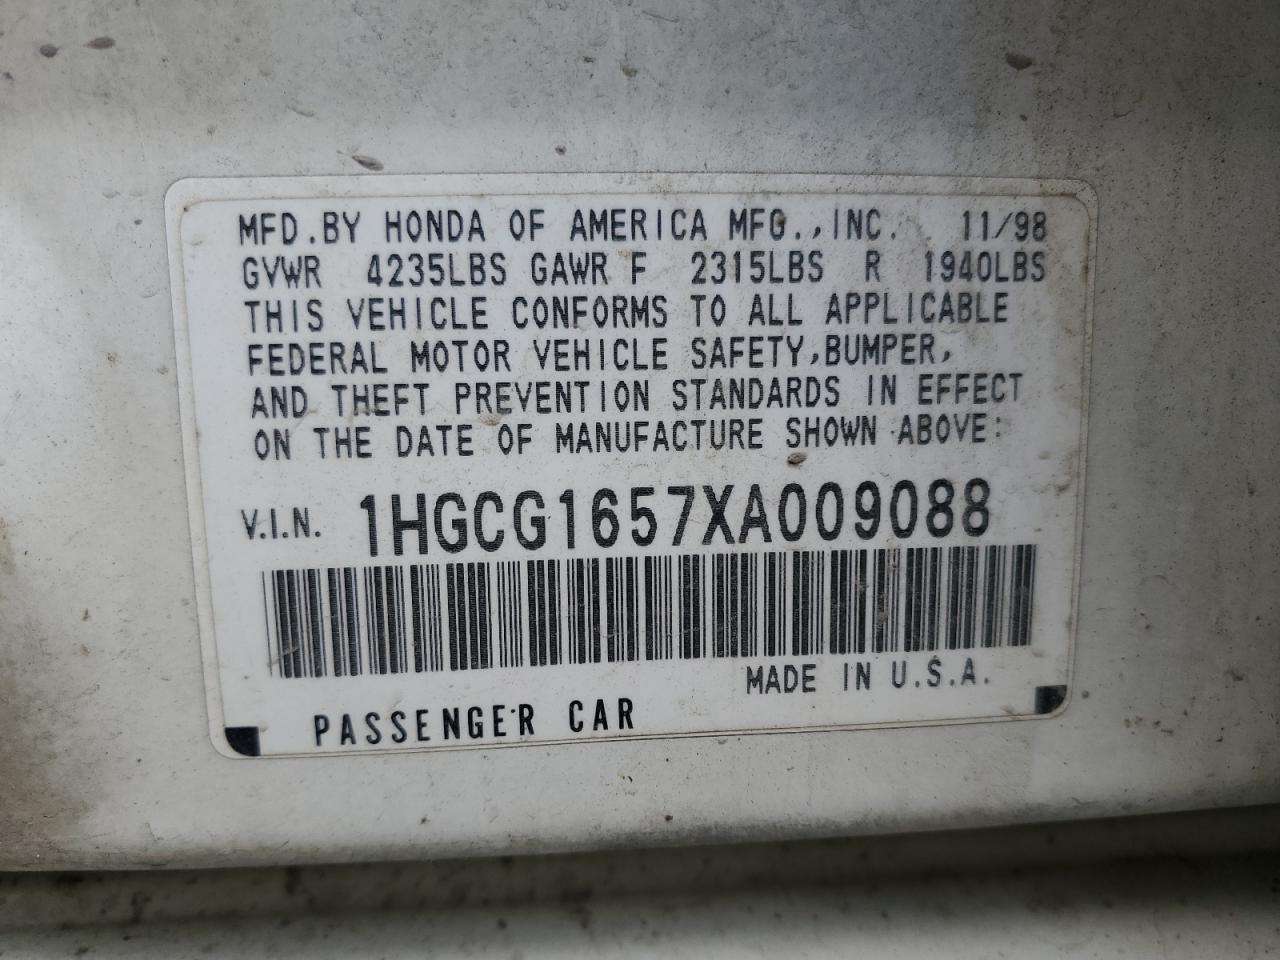 MFD.BY HONDA OF AMERICA MFG.,INC. 11/98
GVWR 4235LBS GAWR F 2315LBS R 1940LBS
THIS VEHICLE CONFORMS TO ALL APPLICABLE
FEDERAL MOTOR VEHICLE SAFETY,BUMPER,
AND THEFT PREVENTION STANDARDS IN EFFECT
ON THE DATE OF MANUFACTURE SHOWN ABOVE:
V.I.N. 1HGCG1657XA009088
MADE IN U.S.A.
PASSENGER CAR